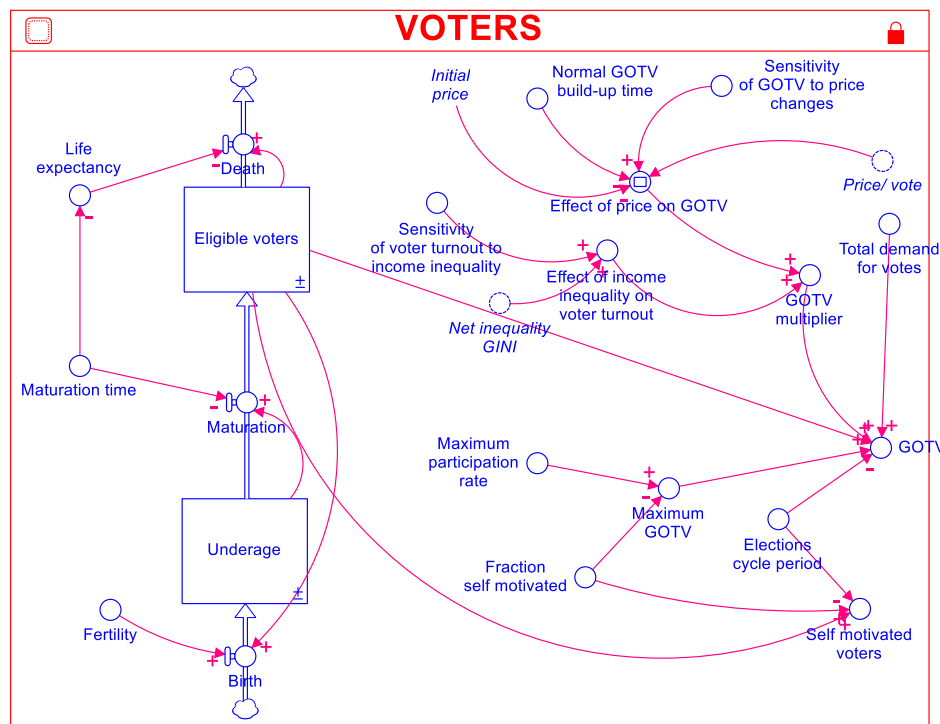 VOTERS
Initial
price
Normal GOTV
build-up time
Sensitivity
of GOTV to price
changes
Life
expectancy
Death
Price/ vote
Effect of price on GOTV
Eligible voters
Sensitivity
of voter turnout to
income inequality
Total demand
for votes
Effect of income
inequality on
voter turnout
GOTV
multiplier
Net inequality
GINI
Maturation time
Maturation
Maximum
participation
rate
GOTV
Maximum
GOTV
Underage
Elections
cycle period
Fraction
self motivated
Fertility
Self motivated
voters
Birth